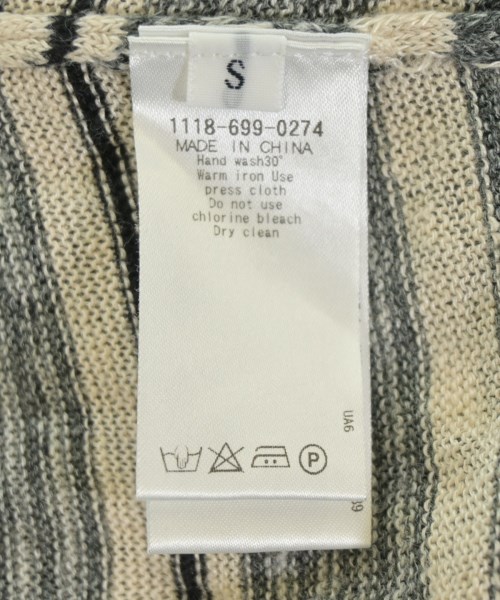 S
1118-699-0274
MADE IN CHINA
Hand wash30°
Warm iron Use
press cloth
Do not use
chlorine bleach
Dry clean
UA6
P